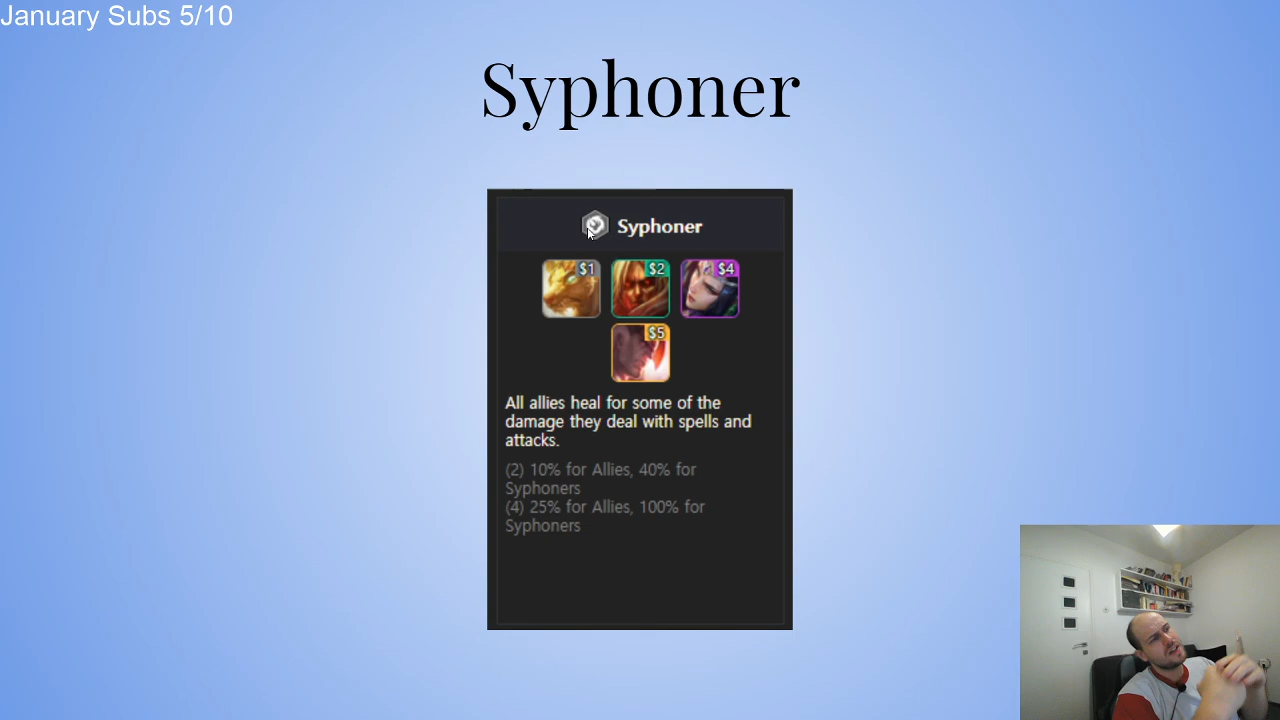 January Subs 5/10
Syphoner
Syphoner
$1 $2 $4
$5
All allies heal for some of the
damage they deal with spells and
attacks.
(2) 10% for Allies, 40% for
Syphoners
(4) 25% for Allies, 100% for
Syphoners